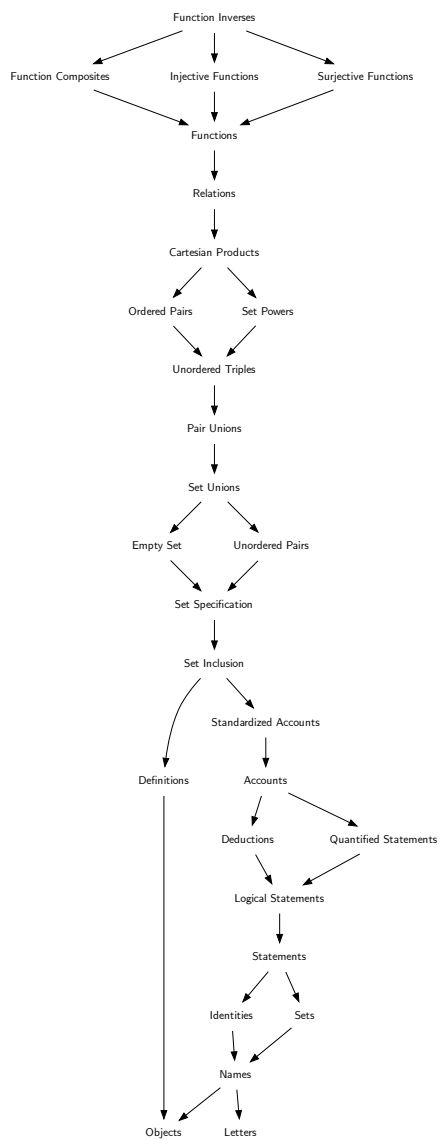 Function Inverses
Function Composites
Injective Functions
Surjective Functions
Functions
Relations
Cartesian Products
Ordered Pairs
Set Powers
Unordered Triples
Pair Unions
Set Unions
Empty Set
Unordered Pairs
Set Specification
Set Inclusion
Standardized Accounts
Definitions
Accounts
Deductions
Quantified Statements
Logical Statements
Statements
Identities
Sets
Names
Objects
Letters